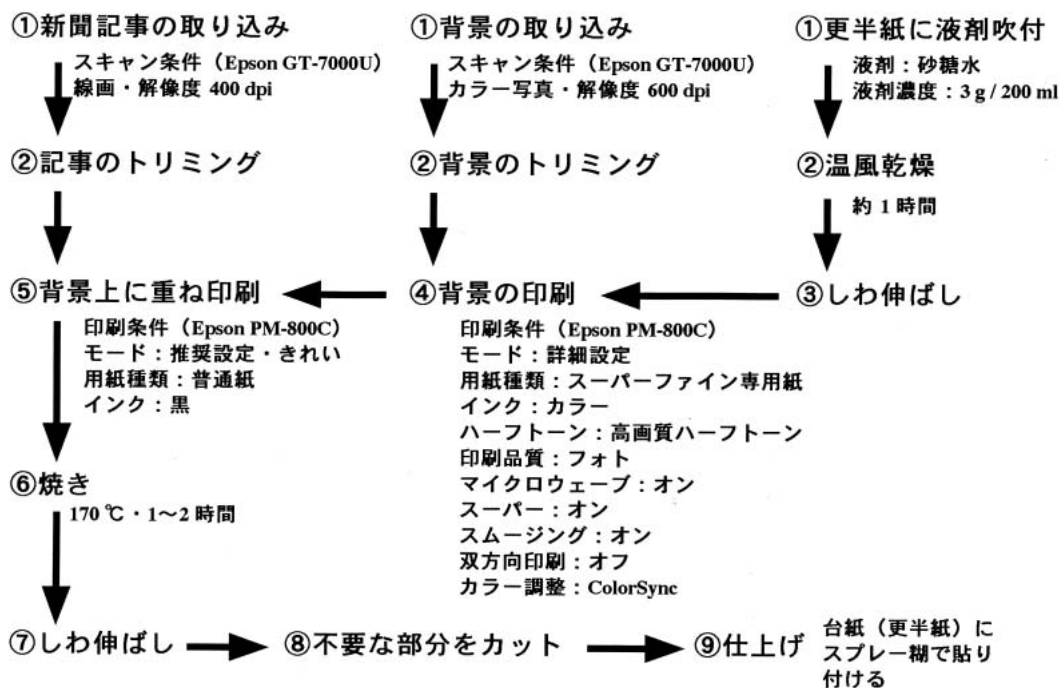 ①新聞記事の取り込み
スキャン条件（Epson GT-7000U）
線画・解像度 400 dpi
②記事のトリミング
①背景の取り込み
スキャン条件（Epson GT-7000U）
カラー写真・解像度 600 dpi
②背景のトリミング
①更半紙に液剤吹付
液剤：砂糖水
液剤濃度：3 g / 200 ml
②温風乾燥
約 1 時間
③しわ伸ばし
④背景の印刷
印刷条件（Epson PM-800C）
モード：詳細設定
用紙種類：スーパーファイン専用紙
インク：カラー
ハーフトーン：高画質ハーフトーン
印刷品質：フォト
マイクロウェーブ：オン
スーパー：オン
スムージング：オン
双方向印刷：オフ
カラー調整：ColorSync
⑤背景上に重ね印刷
印刷条件（Epson PM-800C）
モード：推奨設定・きれい
用紙種類：普通紙
インク：黒
⑥焼き
170 ℃・1〜2 時間
⑦しわ伸ばし
⑧不要な部分をカット
⑨仕上げ
台紙（更半紙）に
スプレー糊で貼り
付ける